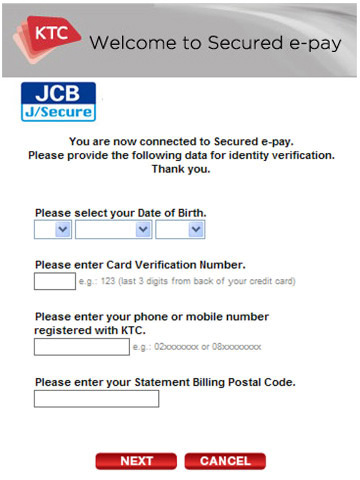 KTC
Welcome to Secured e-pay
JCB
J/Secure
You are now connected to Secured e-pay.
Please provide the following data for identity verification.
Thank you.
Please select your Date of Birth.
Please enter Card Verification Number.
e.g.: 123 (last 3 digits from back of your credit card)
Please enter your phone or mobile number
registered with KTC.
e.g.: 02xxxxxxx or 08xxxxxxxx
Please enter your Statement Billing Postal Code.
NEXT CANCEL